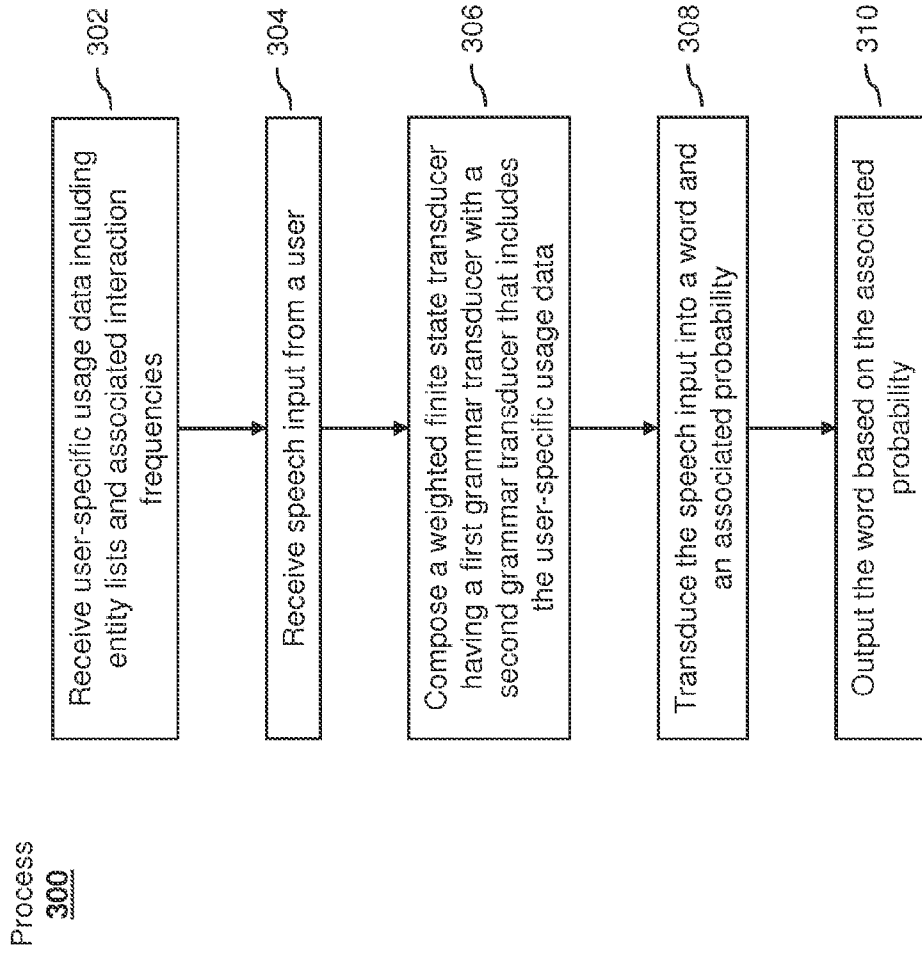 Process
300
Receive user-specific usage data including
entity lists and associated interaction
frequencies
302
Receive speech input from a user
304
Compose a weighted finite state transducer
having a first grammar transducer with a
second grammar transducer that includes
the user-specific usage data
306
Transduce the speech input into a word and
an associated probability
308
Output the word based on the associated
probability
310